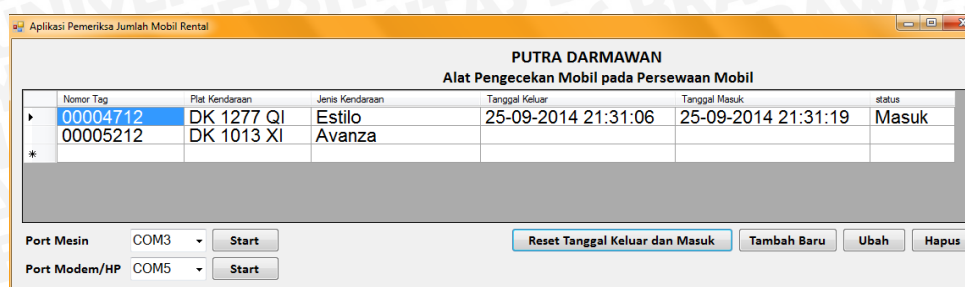 Aplikasi Pemeriksa Jumlah Mobil Rental
PUTRA DARMAWAN
Alat Pengecekan Mobil pada Persewaan Mobil
Nomor Tag Plat Kendaraan Jenis Kendaraan Tanggal Keluar Tanggal Masuk status
00004712 DK 1277 QI Estilo 25-09-2014 21:31:06 25-09-2014 21:31:19 Masuk
00005212 DK 1013 XI Avanza
Port Mesin COM3 Start Reset Tanggal Keluar dan Masuk Tambah Baru Ubah Hapus
Port Modem/HP COM5 Start